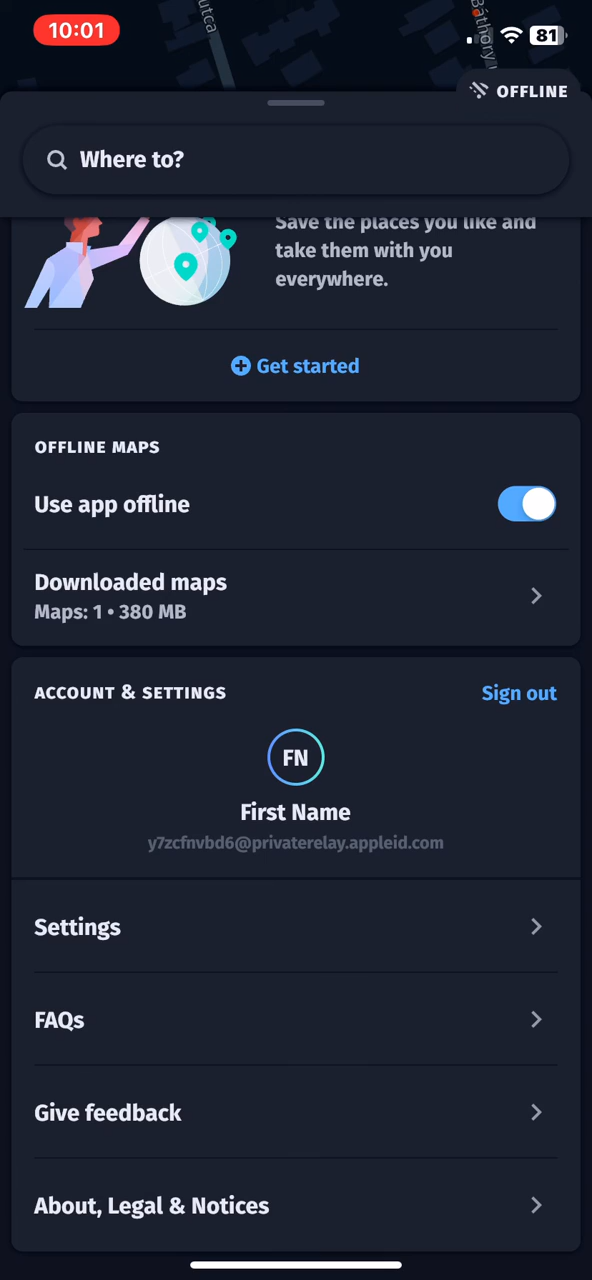 utca
Báthory
10:01
81
OFFLINE
Where to?
Save the places you like and
take them with you
everywhere.
Get started
OFFLINE MAPS
Use app offline
Downloaded maps
Maps: 1 • 380 MB
ACCOUNT & SETTINGS
Sign out
FN
First Name
y7zcfnvbd6@privaterelay.appleid.com
Settings
FAQs
Give feedback
About, Legal & Notices